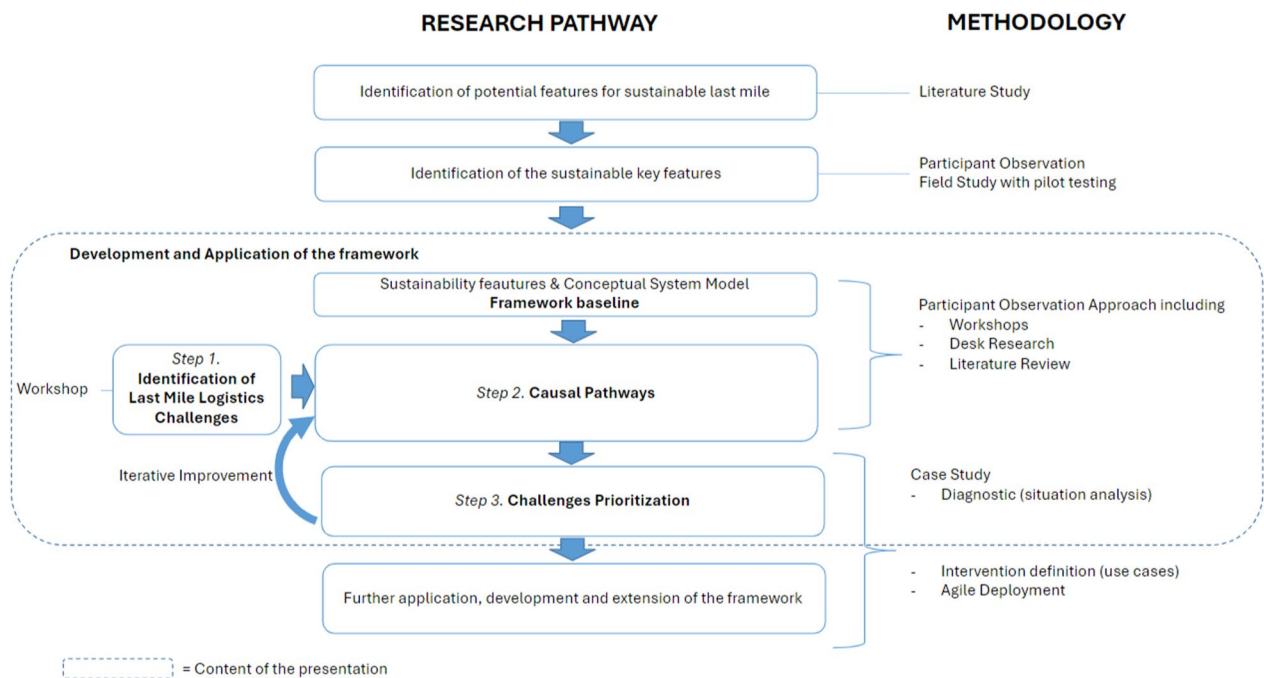 RESEARCH PATHWAY
METHODOLOGY
Identification of potential features for sustainable last mile
Literature Study
Identification of the sustainable key features
Participant Observation
Field Study with pilot testing
Development and Application of the framework
Sustainability feautures & Conceptual System Model
Framework baseline
Participant Observation Approach including
- Workshops
- Desk Research
- Literature Review
Workshop
Step 1.
Identification of
Last Mile Logistics
Challenges
Step 2. Causal Pathways
Iterative Improvement
Step 3. Challenges Prioritization
Case Study
- Diagnostic (situation analysis)
- Intervention definition (use cases)
- Agile Deployment
Further application, development and extension of the framework
= Content of the presentation